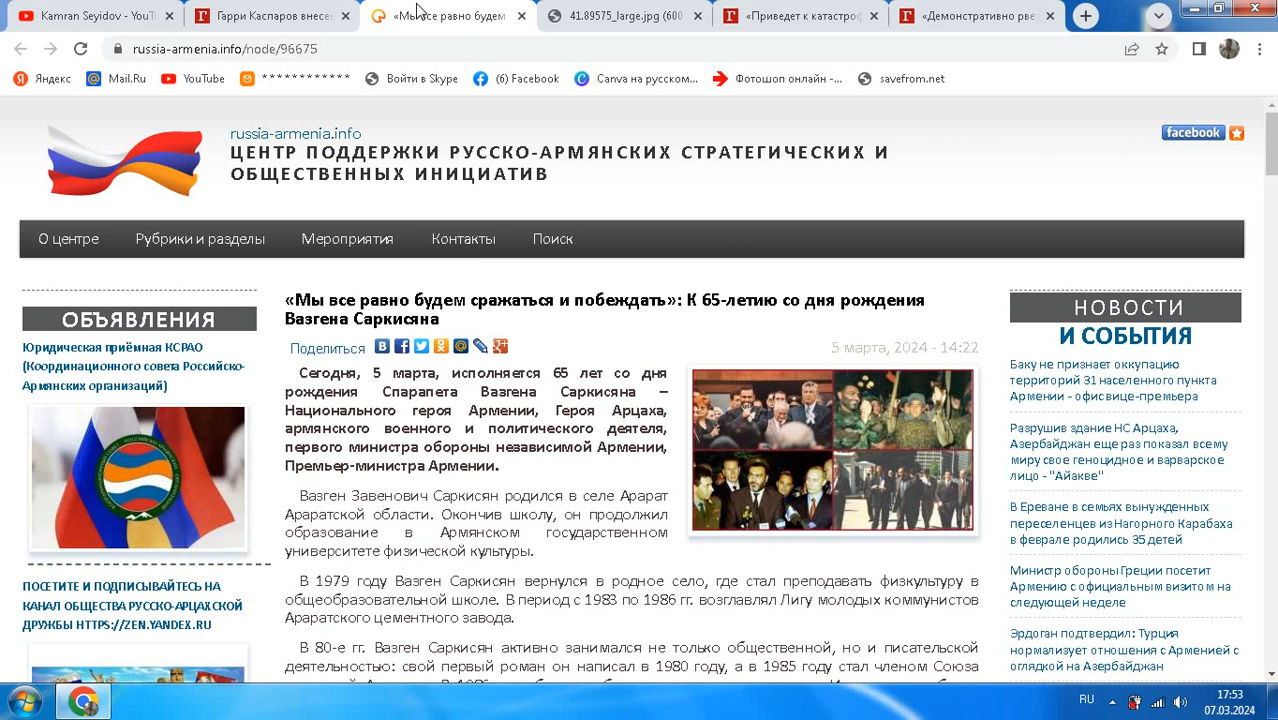 Kamran Seyidov - YouTu
Гарри Каспаров внесен
«Мы все равно будем
41.89575_large.jpg (600
«Приведет к катастроф
«Демонстративно рве
russia-armenia.info/node/96675
Яндекс
Mail.Ru
YouTube
* * * * * * * * * * * *
Войти в Skype
(6) Facebook
Canva на русском...
Фотошоп онлайн -...
savefrom.net
russia-armenia.info
ЦЕНТР ПОДДЕРЖКИ РУССКО-АРМЯНСКИХ СТРАТЕГИЧЕСКИХ И
ОБЩЕСТВЕННЫХ ИНИЦИАТИВ
facebook
О центре
Рубрики и разделы
Мероприятия
Контакты
Поиск
ОБЪЯВЛЕНИЯ
Юридическая приёмная КСРАО
(Координационного совета Российско-
Армянских организаций)
ПОСЕТИТЕ И ПОДПИСЫВАЙТЕСЬ НА
КАНАЛ ОБЩЕСТВА РУССКО-АРЦАХСКОЙ
ДРУЖБЫ HTTPS://ZEN.YANDEX.RU
«Мы все равно будем сражаться и побеждать»: К 65-летию со дня рождения
Вазгена Саркисяна
Поделиться
5 марта, 2024 - 14:22
Сегодня, 5 марта, исполняется 65 лет со дня
рождения Спарапета Вазгена Саркисяна –
Национального героя Армении, Героя Арцаха,
армянского военного и политического деятеля,
первого министра обороны независимой Армении,
Премьер-министра Армении.
Вазген Завенович Саркисян родился в селе Арарат
Араратской области. Окончив школу, он продолжил
образование в Армянском государственном
университете физической культуры.
В 1979 году Вазген Саркисян вернулся в родное село, где стал преподавать физкультуру в
общеобразовательной школе. В период с 1983 по 1986 гг. возглавлял Лигу молодых коммунистов
Араратского цементного завода.
В 80-е гг. Вазген Саркисян активно занимался не только общественной, но и писательской
деятельностью: свой первый роман он написал в 1980 году, а в 1985 году стал членом Союза
НОВОСТИ
И СОБЫТИЯ
Баку не признает оккупацию
территорий 31 населенного пункта
Армении - офис вице-премьера
Разрушив здание НС Арцаха,
Азербайджан еще раз показал всему
миру свое геноцидное и варварское
лицо - "Айакве"
В Ереване в семьях вынужденных
переселенцев из Нагорного Карабаха
в феврале родились 35 детей
Министр обороны Греции посетит
Армению с официальным визитом на
следующей неделе
Эрдоган подтвердил: Турция
нормализует отношения с Арменией с
оглядкой на Азербайджан
RU
17:53
07.03.2024